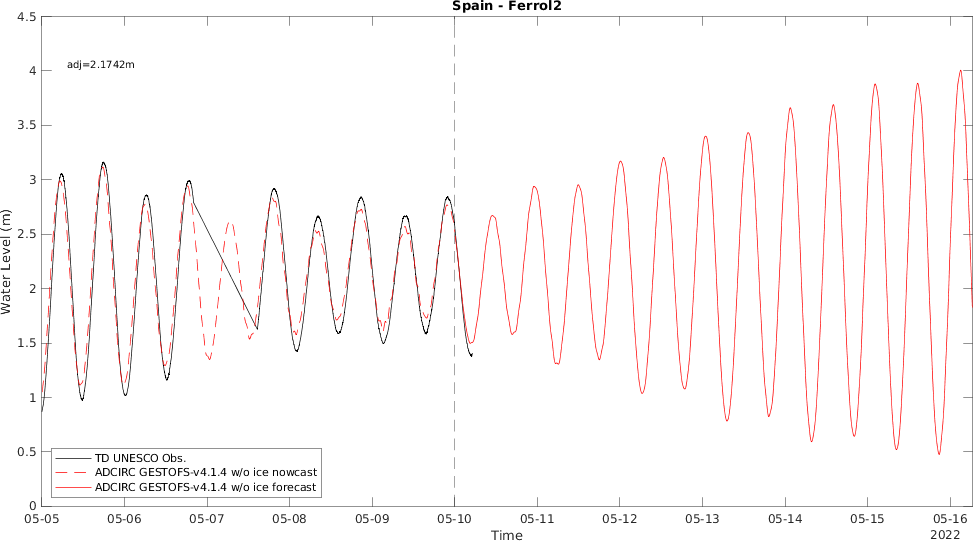 Spain - Ferrol2
4.5
4
3.5
3
2.5
2
1.5
1
0.5
0
Water Level (m)
adj=2.1742m
TD UNESCO Obs.
ADCIRC GESTOFS-v4.1.4 w/o ice nowcast
ADCIRC GESTOFS-v4.1.4 w/o ice forecast
05-05 05-06 05-07 05-08 05-09 05-10 05-11 05-12 05-13 05-14 05-15 05-16
Time
2022